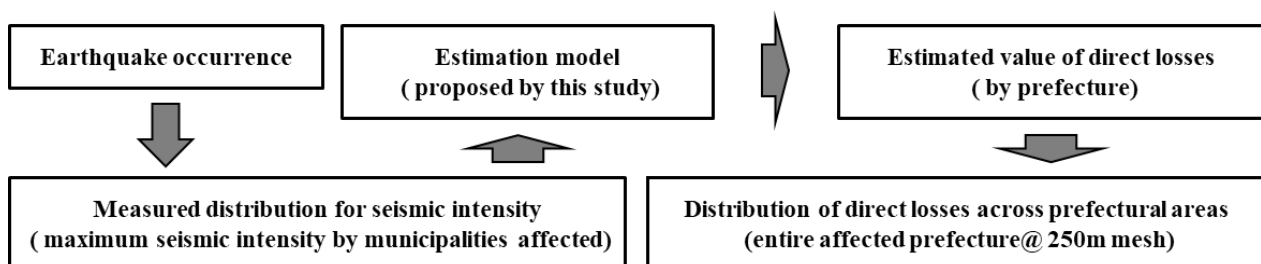 Earthquake occurrence
Measured distribution for seismic intensity
( maximum seismic intensity by municipalities affected)
Estimation model
( proposed by this study)
Estimated value of direct losses
( by prefecture)
Distribution of direct losses across prefectural areas
(entire affected prefecture@ 250m mesh)